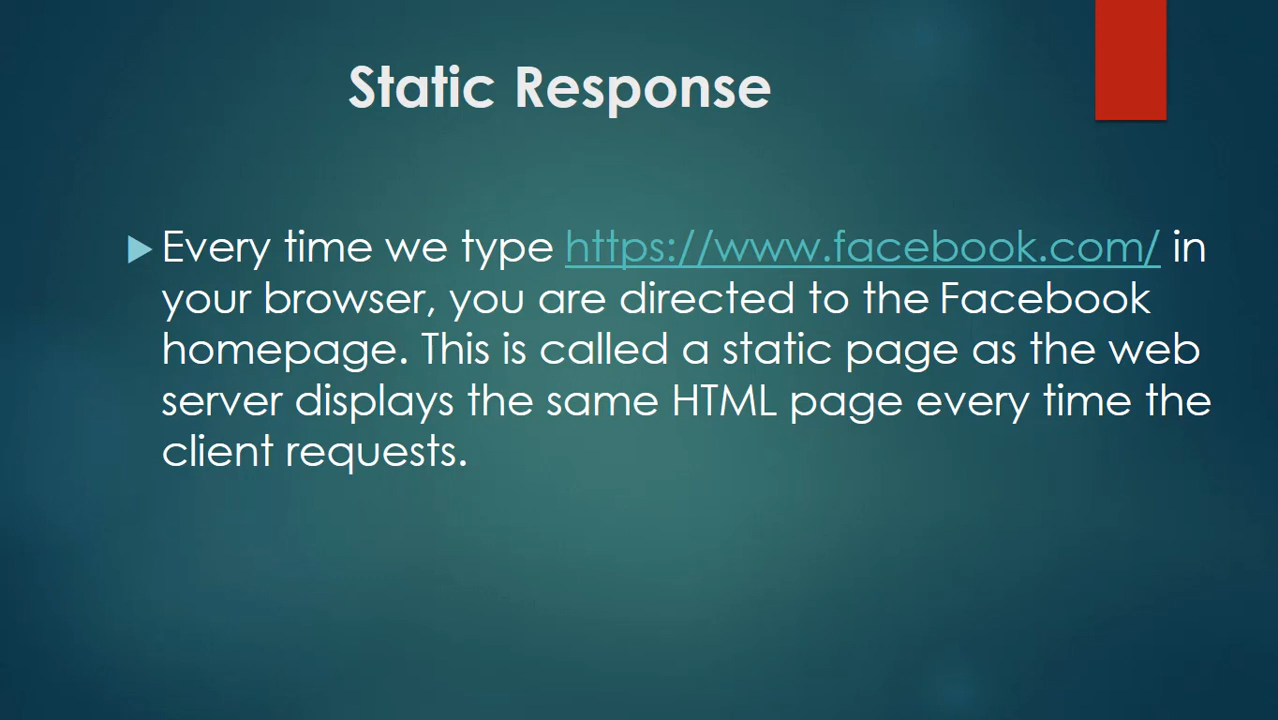 Static Response
Every time we type https://www.facebook.com/ in
your browser, you are directed to the Facebook
homepage. This is called a static page as the web
server displays the same HTML page every time the
client requests.